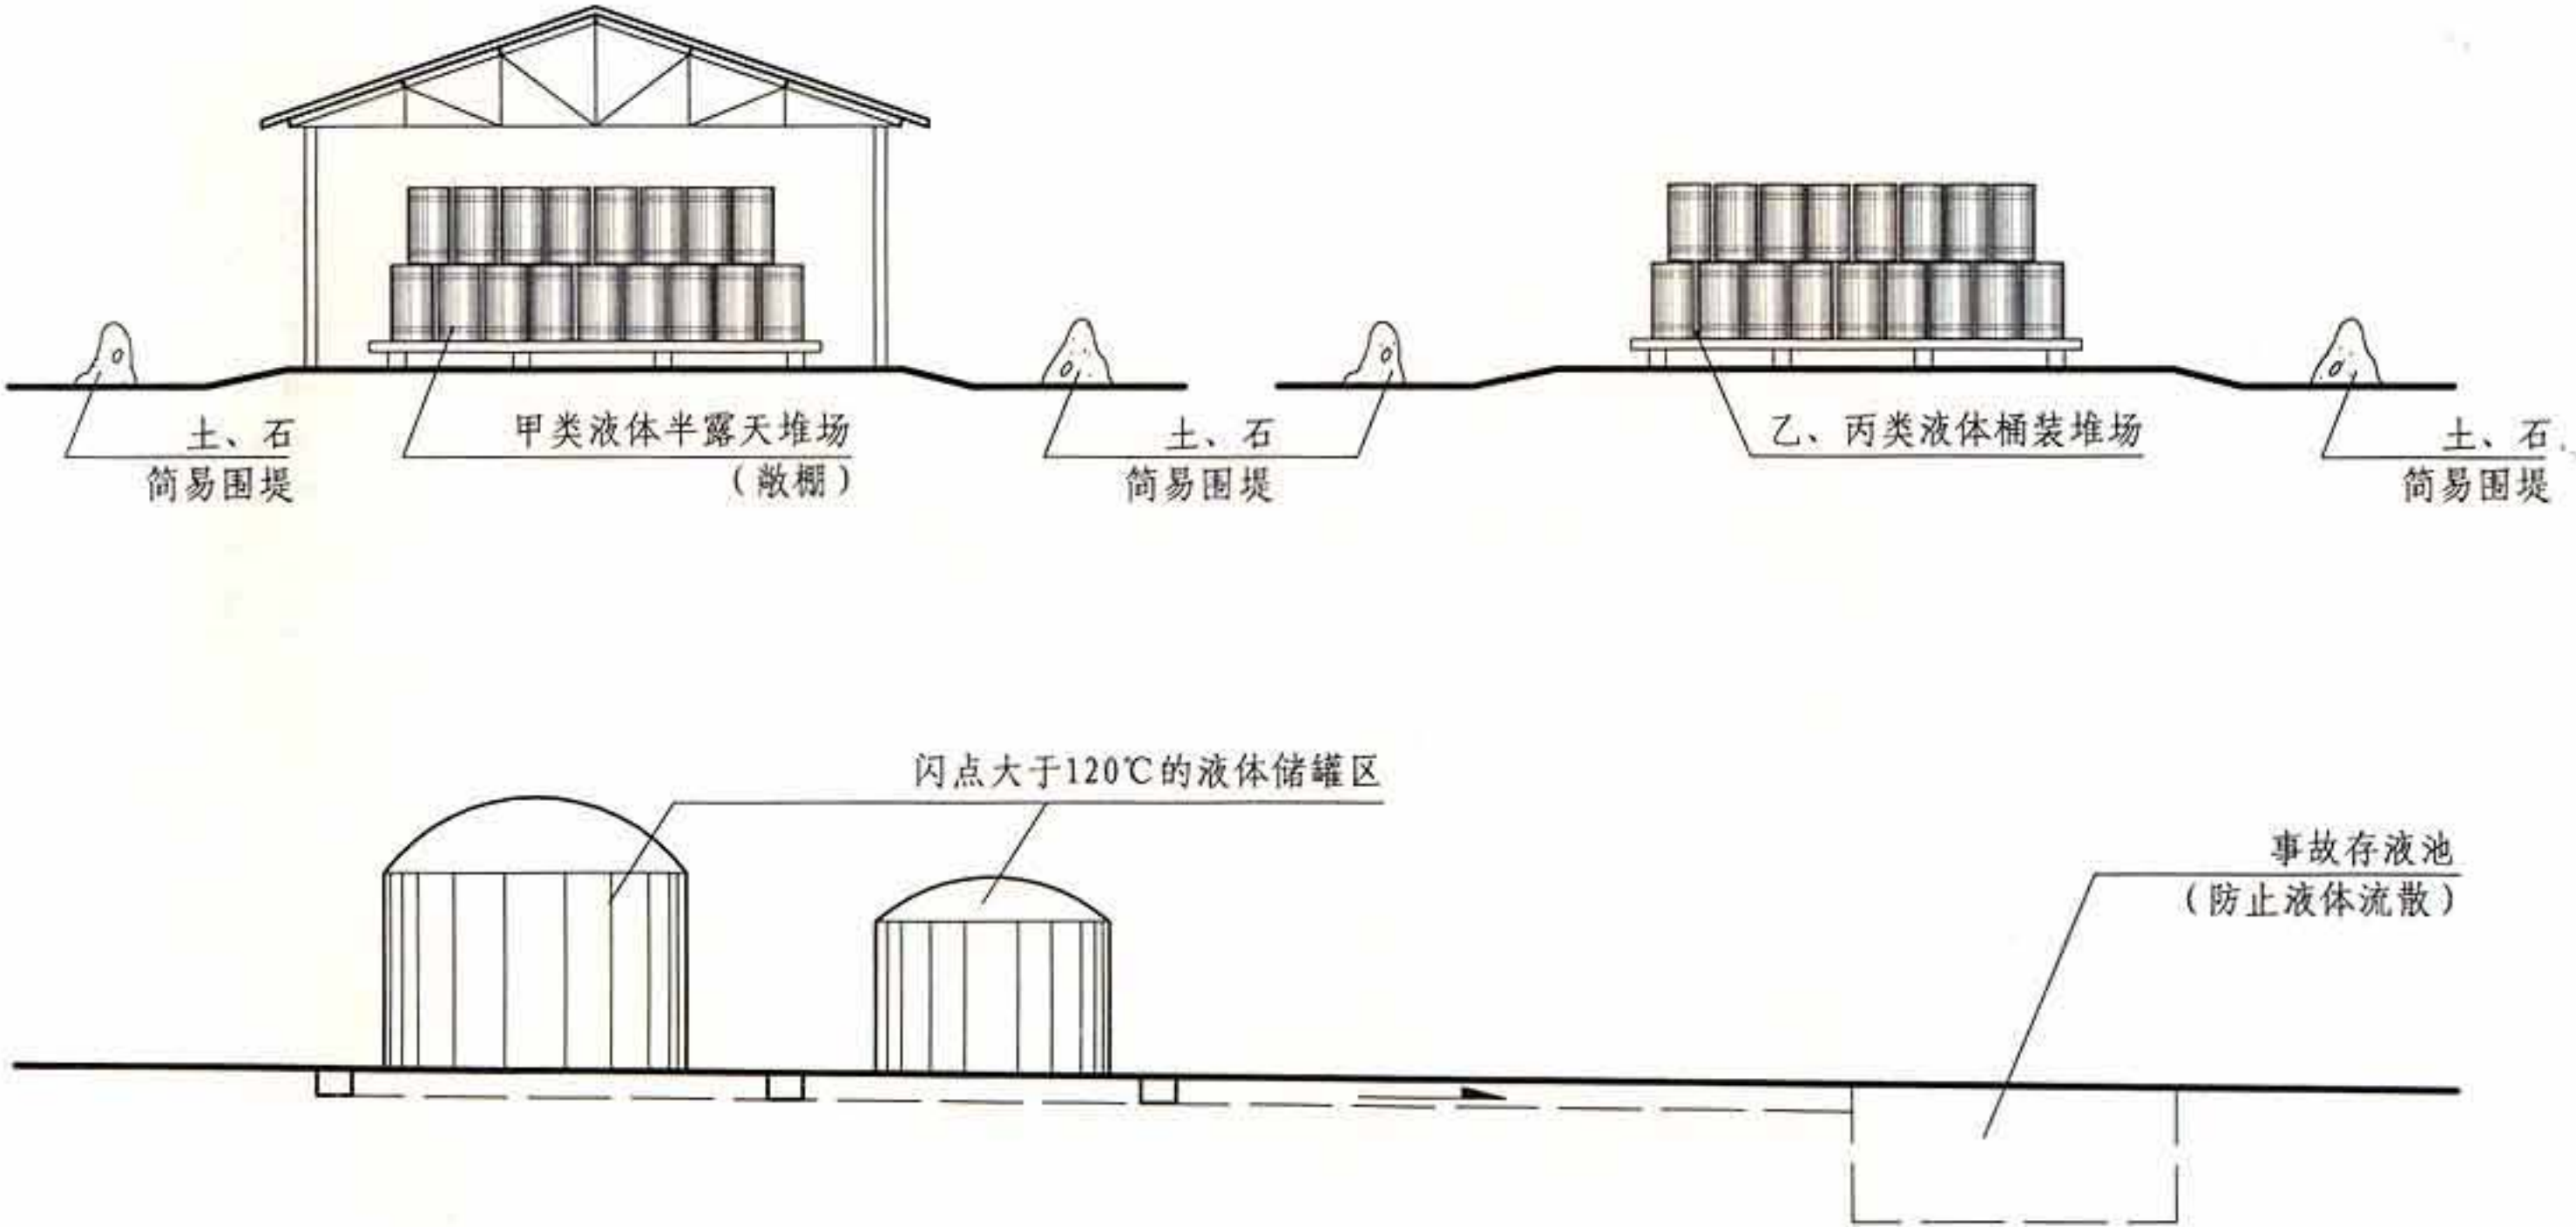 土、石
简易围堤
甲类液体半露天堆场
（敞棚）
土、石
简易围堤
乙、丙类液体桶装堆场
土、石
简易围堤
闪点大于120℃的液体储罐区
事故存液池
（防止液体流散）